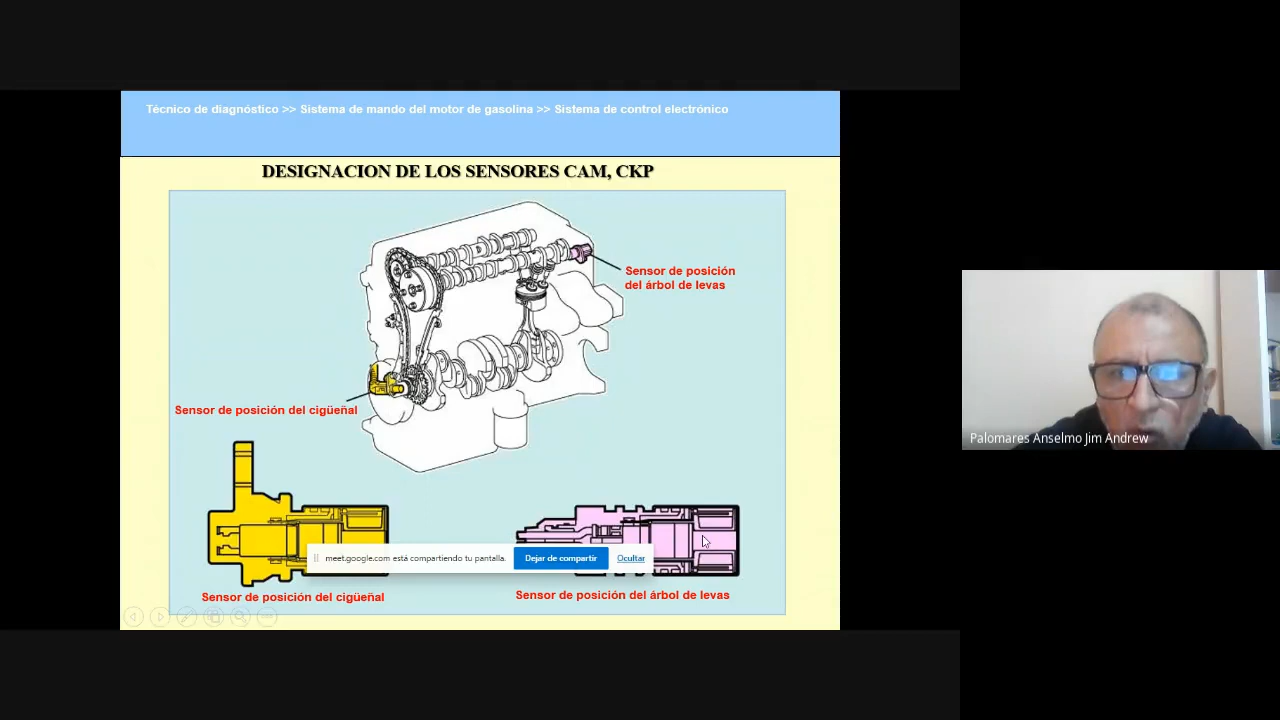 Técnico de diagnóstico >> Sistema de mando del motor de gasolina >> Sistema de control electrónico
DESIGNACION DE LOS SENSORES CAM, CKP
Sensor de posición
del árbol de levas
Sensor de posición del cigüeñal
meet.google.com está compartiendo tu pantalla.
Dejar de compartir
Ocultar
Sensor de posición del cigüeñal
Sensor de posición del árbol de levas
Palomares Anselmo Jim Andrew